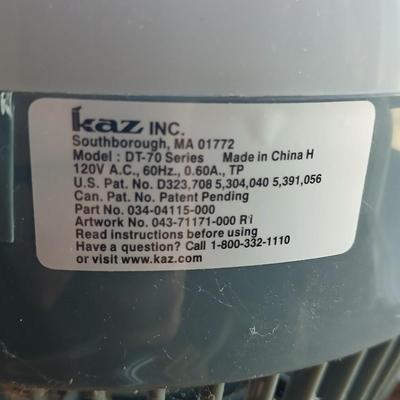 kaz INC.
Southborough, MA 01772
Model : DT-70 Series Made in China H
120V A.C., 60Hz., 0.60A., TP
U.S. Pat. No. D323,708 5,304,040 5,391,056
Can. Pat. No. Patent Pending
Part No. 034-04115-000
Artwork No. 043-71171-000 R1
Read instructions before using
Have a question? Call 1-800-332-1110
or visit www.kaz.com